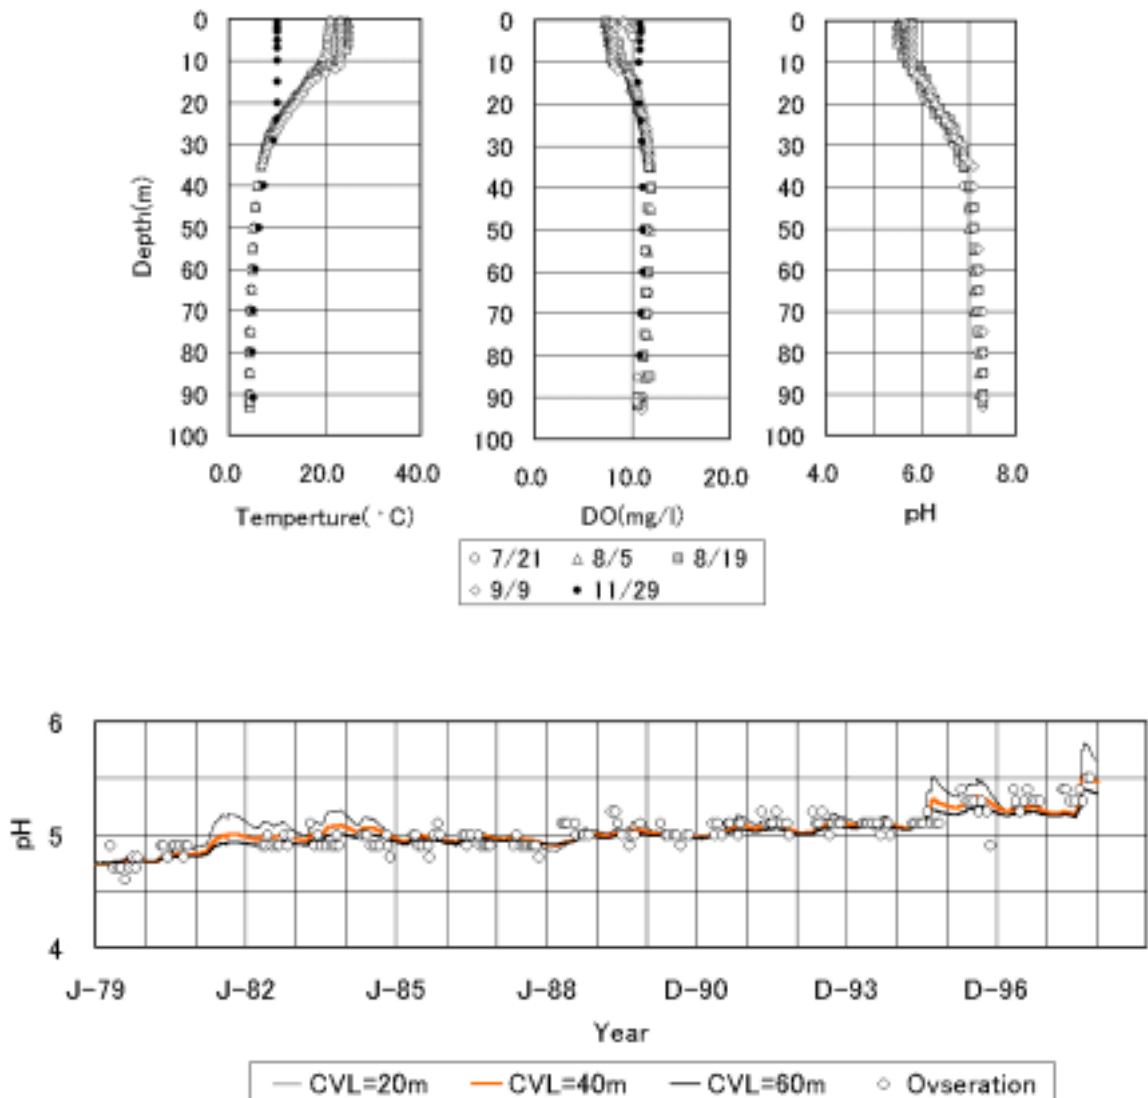 0 0 0
10 10 10
20 20 20
30 30 30
40 40 40
50 50 50
60 60 60
70 70 70
80 80 80
90 90 90
100 100 100
Depth(m)
0.0 20.0 40.0 0.0 10.0 20.0 4.0 6.0 8.0
Temperture(°C) DO(mg/l) pH
7/21 8/5 8/19
9/9 11/29
6
5
4
pH
J-79 J-82 J-85 J-88 D-90 D-93 D-96
Year
CVL=20m CVL=40m CVL=60m Ovseration